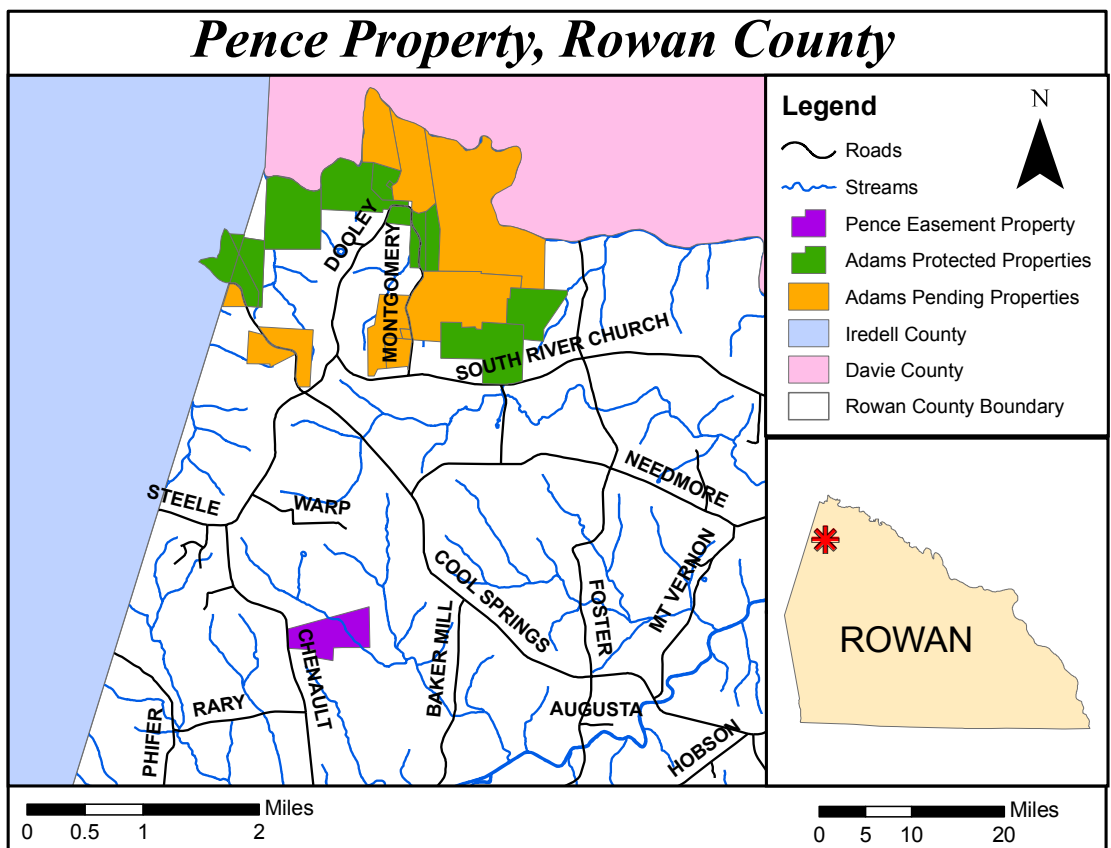 Pence Property, Rowan County
DOOLEY
MONTGOMERY
SOUTH RIVER CHURCH
NEEDMORE
STEELE
WARP
COOL SPRINGS
FOSTER
MT VERNON
CHENAULT
BAKER MILL
RARY
PHIFER
AUGUSTA
HOBSON
Legend
N
Roads
Streams
Pence Easement Property
Adams Protected Properties
Adams Pending Properties
Iredell County
Davie County
Rowan County Boundary
ROWAN
Miles
0 0.5 1 2
Miles
0 5 10 20